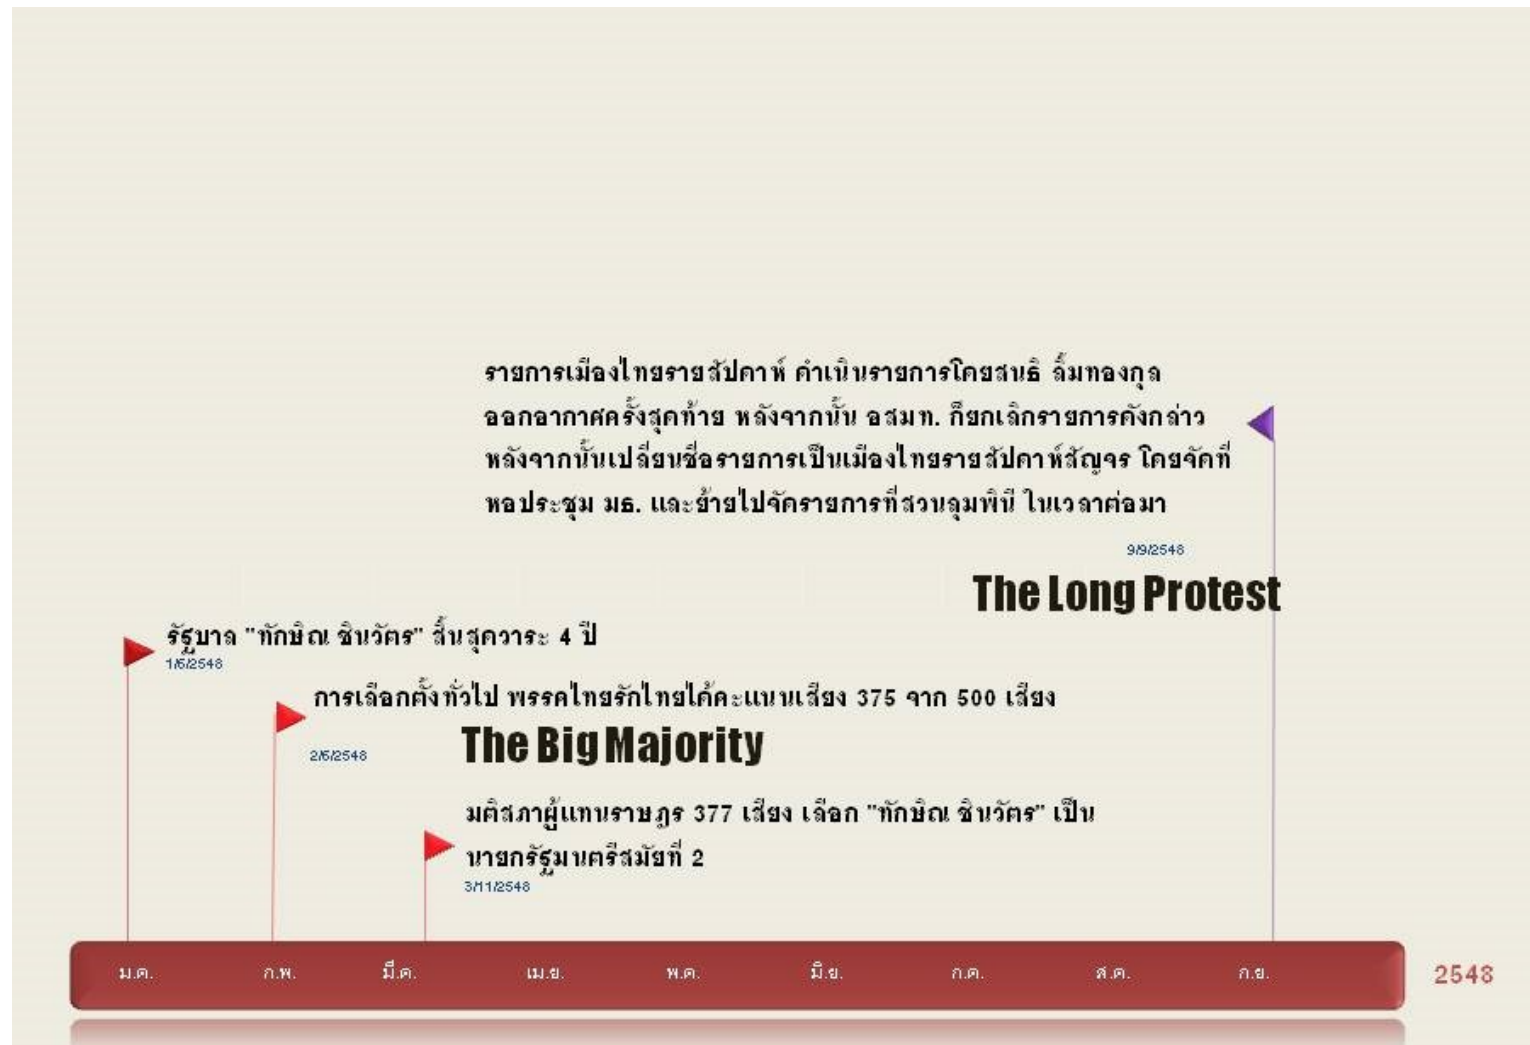 รายการเมืองไทยรายสัปดาห์ ดำเนินรายการโดยสนธิ ลิ้มทองกุล
ออกอากาศครั้งสุดท้าย หลังจากนั้น อสมท. ก็ยกเลิกรายการดังกล่าว
หลังจากนั้นเปลี่ยนชื่อรายการเป็นเมืองไทยรายสัปดาห์สัญจร โดยจัดที่
หอประชุม มธ. และย้ายไปจัดรายการที่สวนลุมพินี ในเวลาต่อมา
9/9/2548
The Long Protest
รัฐบาล "ทักษิณ ชินวัตร" สิ้นสุดวาระ 4 ปี
1/6/2548
การเลือกตั้งทั่วไป พรรคไทยรักไทยได้คะแนนเสียง 375 จาก 500 เสียง
2/6/2548
The Big Majority
มติสภาผู้แทนราษฎร 377 เสียง เลือก "ทักษิณ ชินวัตร" เป็น
นายกรัฐมนตรีสมัยที่ 2
3/11/2548
ม.ค. ก.พ. มี.ค. เม.ย. พ.ค. มิ.ย. ก.ค. ส.ค. ก.ย. 2548